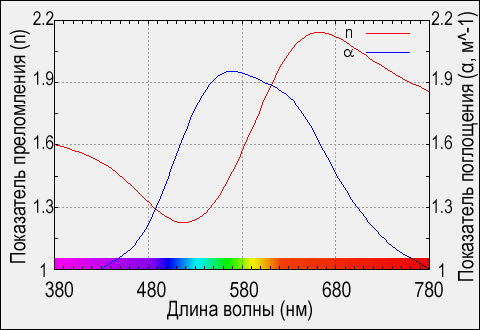 Показатель преломления (n)
2.2
1.9
1.6
1.3
1
n
α
2.2
1.9
1.6
1.3
1
Показатель поглощения (α, м^-1)
380 480 580 680 780
Длина волны (нм)